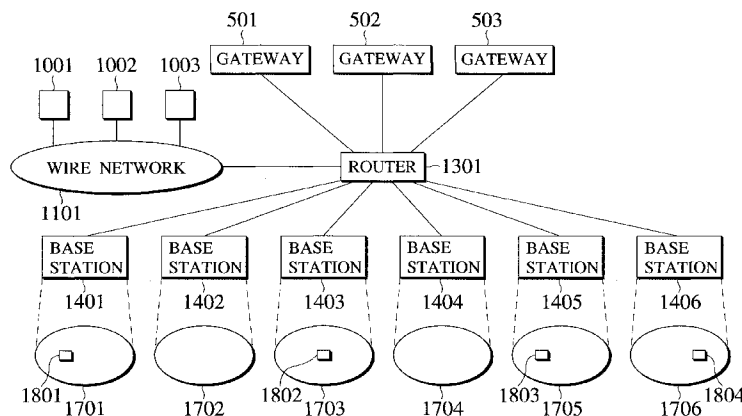 501 502 503
1001 1002 1003
GATEWAY GATEWAY GATEWAY
WIRE NETWORK
ROUTER 1301
1101
BASE STATION BASE STATION BASE STATION BASE STATION BASE STATION BASE STATION
1401 1402 1403 1404 1405 1406
1801 1802 1803 1804
1701 1702 1703 1704 1705 1706